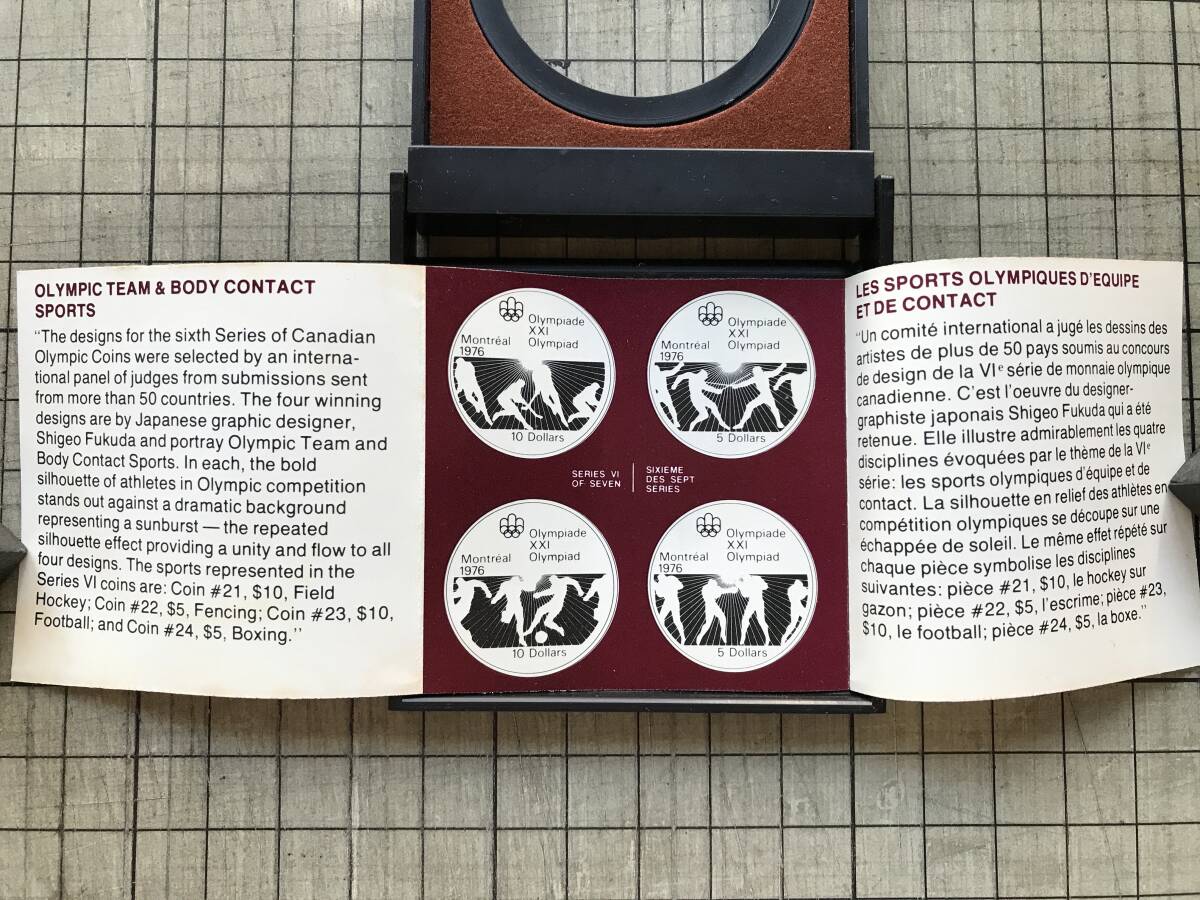 OLYMPIC TEAM & BODY CONTACT
SPORTS
"The designs for the sixth Series of Canadian
Olympic Coins were selected by an interna-
tional panel of judges from submissions sent
from more than 50 countries. The four winning
designs are by Japanese graphic designer,
Shigeo Fukuda and portray Olympic Team and
Body Contact Sports. In each, the bold
silhouette of athletes in Olympic competition
stands out against a dramatic background
representing a sunburst — the repeated
silhouette effect providing a unity and flow to all
four designs. The sports represented in the
Series VI coins are: Coin #21, $10, Field
Hockey; Coin #22, $5, Fencing; Coin #23, $10,
Football; and Coin #24, $5, Boxing."
Olympiade
XXI
Olympiad
Montréal
1976
10 Dollars
Olympiade
XXI
Olympiad
Montréal
1976
5 Dollars
SERIES VI
OF SEVEN
SIXIEME
DES SEPT
SERIES
Olympiade
XXI
Olympiad
Montréal
1976
10 Dollars
Olympiade
XXI
Olympiad
Montréal
1976
5 Dollars
LES SPORTS OLYMPIQUES D'EQUIPE
ET DE CONTACT
"Un comité international a jugé les dessins des
artistes de plus de 50 pays soumis au concours
de design de la VIe série de monnaie olympique
canadienne. C'est l'oeuvre du designer-
graphiste japonais Shigeo Fukuda qui a été
retenue. Elle illustre admirablement les quatre
disciplines évoquées par le thème de la VIe
série: les sports olympiques d'équipe et de
contact. La silhouette en relief des athlètes en
compétition olympiques se découpe sur une
échappée de soleil. Le même effet répété sur
chaque pièce symbolise les disciplines
suivantes: pièce #21, $10, le hockey sur
gazon; pièce #22, $5, l'escrime; pièce #23,
$10, le football; pièce #24, $5, la boxe."